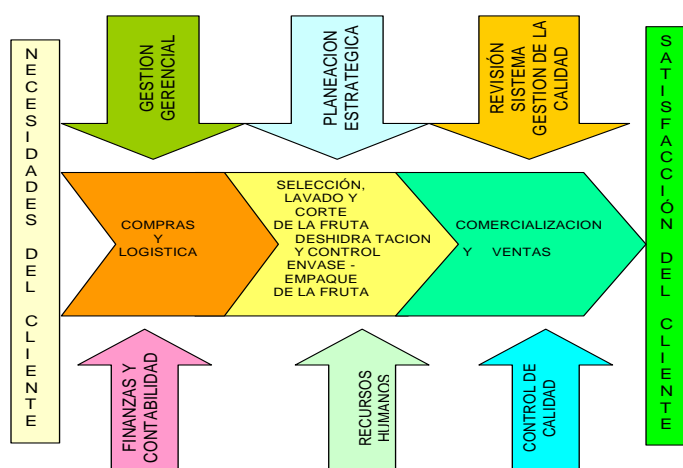 NECESIDADES DEL CLIENTE
GESTION
GERENCIAL
PLANEACION
ESTRATEGICA
REVISIÓN
SISTEMA
GESTION DE LA
CALIDAD
SATISFACCIÓN DEL CLIENTE
COMPRAS
Y
LOGISTICA
SELECCIÓN,
LAVADO Y
CORTE
DE LA FRUTA
DESHIDRA TACION
Y CONTROL
ENVASE -
EMPAQUE
DE LA FRUTA
COMERCIALIZACION
Y VENTAS
FINANZAS Y
CONTABILIDAD
RECURSOS
HUMANOS
CONTROL DE
CALIDAD